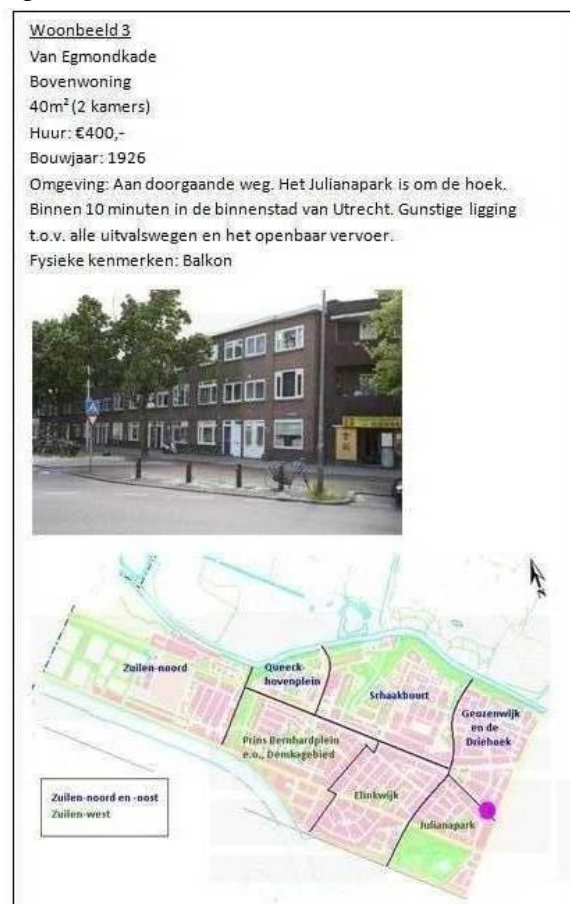 Woonbeeld 3
Van Egmondkade
Bovenwoning
40m² (2 kamers)
Huur: €400,-
Bouwjaar: 1926
Omgeving: Aan doorgaande weg. Het Julianapark is om de hoek.
Binnen 10 minuten in de binnenstad van Utrecht. Gunstige ligging
t.o.v. alle uitvalswegen en het openbaar vervoer.
Fysieke kenmerken: Balkon
Zuilen-noord
Queeck-
hovenplein
Schaakbuurt
Geuzenwijk
en de
Driehoek
Prins Bernhardplein
e.o., Demkagebied
Elinkwijk
Julianapark
Zuilen-noord en -oost
Zuilen-west